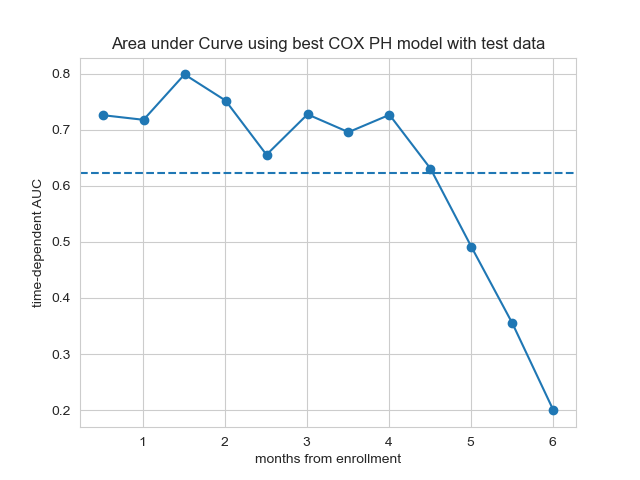 Area under Curve using best COX PH model with test data
time-dependent AUC
0.8
0.7
0.6
0.5
0.4
0.3
0.2
1 2 3 4 5 6
months from enrollment